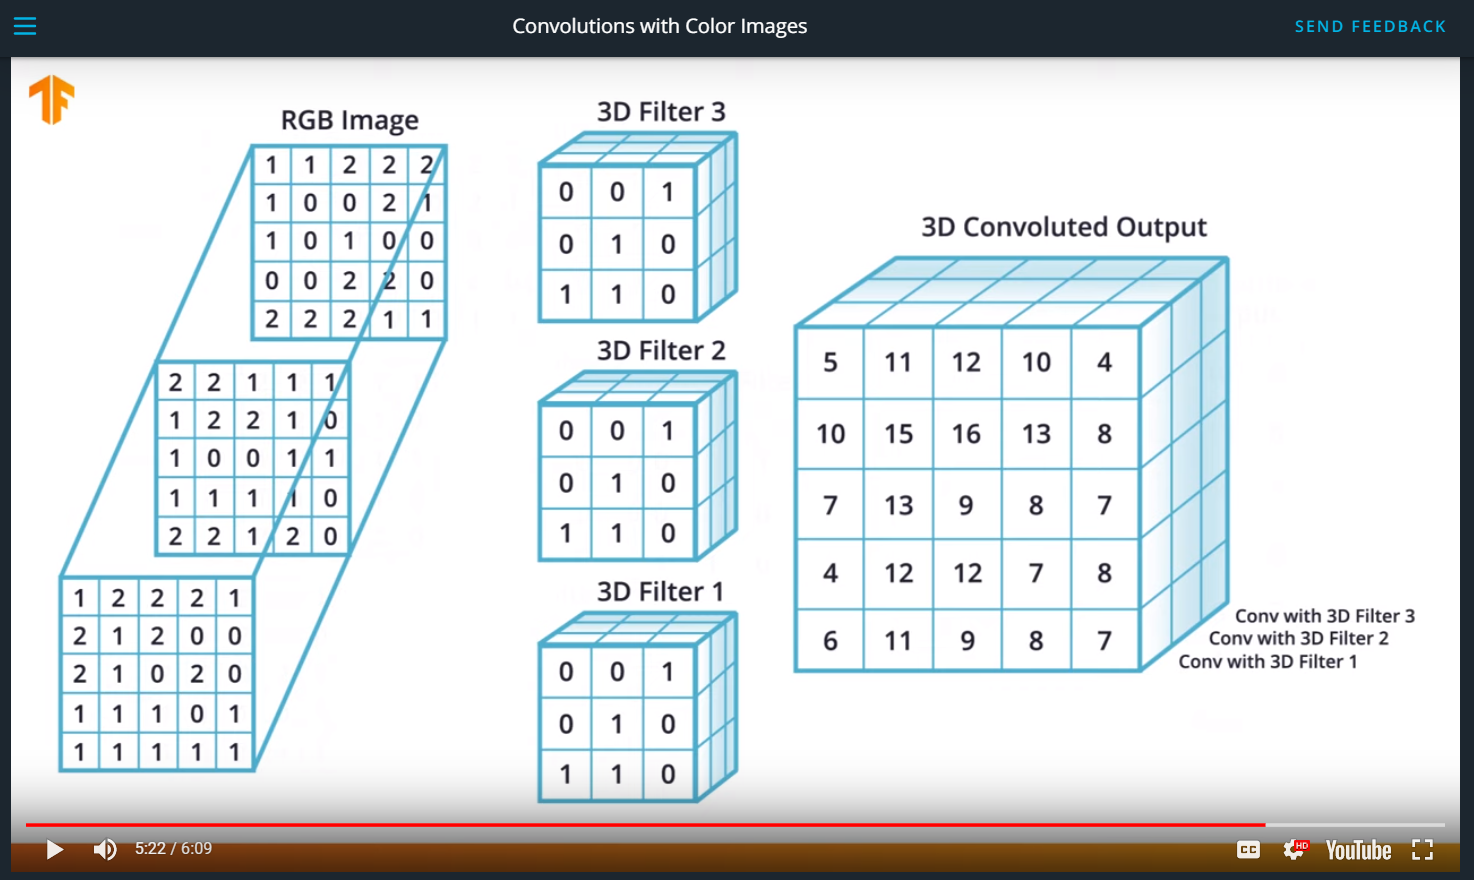 Convolutions with Color Images
SEND FEEDBACK
RGB Image
1 1 2 2 2
1 0 0 2 1
1 0 1 0 0
0 0 2 2 0
2 2 2 1 1
2 2 1 1 1
1 2 2 1 0
1 0 0 1 1
1 1 1 1 0
2 2 1 2 0
1 2 2 2 1
2 1 2 0 0
2 1 0 2 0
1 1 1 0 1
1 1 1 1 1
3D Filter 3
0 0 1
0 1 0
1 1 0
3D Filter 2
0 0 1
0 1 0
1 1 0
3D Filter 1
0 0 1
0 1 0
1 1 0
3D Convoluted Output
5 11 12 10 4
10 15 16 13 8
7 13 9 8 7
4 12 12 7 8
6 11 9 8 7
Conv with 3D Filter 3
Conv with 3D Filter 2
Conv with 3D Filter 1
5:22 / 6:09
CC
HD
YouTube